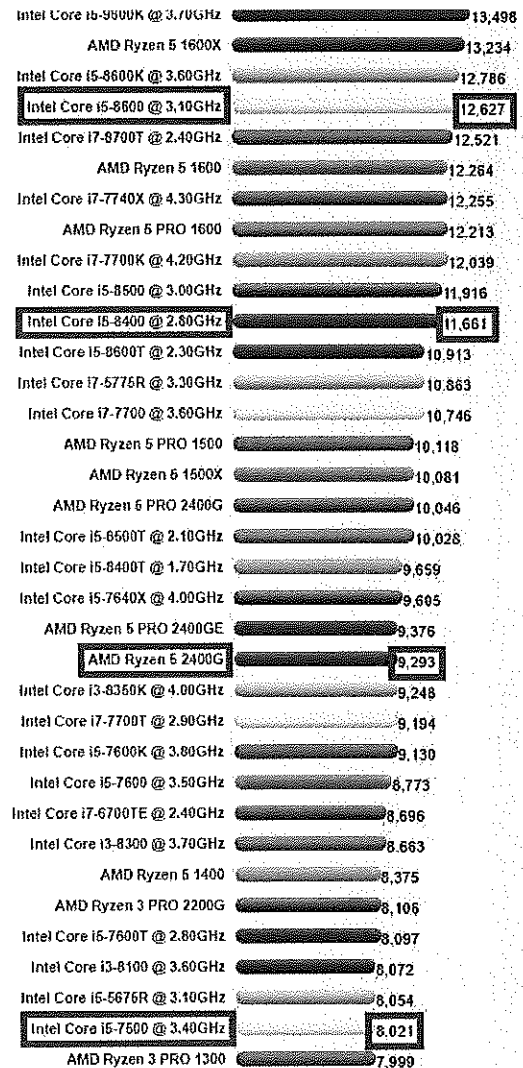 Intel Core i5-9600K @ 3.70GHz 13,498
AMD Ryzen 5 1600X 13,234
Intel Core i5-8600K @ 3.60GHz 12,786
Intel Core i5-8600 @ 3,10GHz 12,627
Intel Core i7-8700T @ 2.40GHz 12,521
AMD Ryzen 5 1600 12,264
Intel Core i7-7740X @ 4.30GHz 12,255
AMD Ryzen 5 PRO 1600 12,213
Intel Core i7-7700K @ 4.20GHz 12,039
Intel Core i5-8500 @ 3.00GHz 11,916
Intel Core i5-8400 @ 2.80GHz 11,661
Intel Core i5-8600T @ 2.30GHz 10,913
Intel Core i7-5775R @ 3.30GHz 10,863
Intel Core i7-7700 @ 3.60GHz 10,746
AMD Ryzen 5 PRO 1500 10,118
AMD Ryzen 5 1500X 10,081
AMD Ryzen 5 PRO 2400G 10,046
Intel Core i5-8500T @ 2.10GHz 10,028
Intel Core i5-8400T @ 1.70GHz 9,659
Intel Core i5-7640X @ 4.00GHz 9,605
AMD Ryzen 5 PRO 2400GE 9,376
AMD Ryzen 5 2400G 9,293
Intel Core i3-8350K @ 4.00GHz 9,248
Intel Core i7-7700T @ 2.90GHz 9,194
Intel Core i5-7600K @ 3.80GHz 9,130
Intel Core i5-7600 @ 3.50GHz 8,773
Intel Core i7-6700TE @ 2.40GHz 8,696
Intel Core i3-8300 @ 3.70GHz 8,663
AMD Ryzen 5 1400 8,375
AMD Ryzen 3 PRO 2200G 8,106
Intel Core i5-7600T @ 2.80GHz 8,097
Intel Core i3-8100 @ 3.60GHz 8,072
Intel Core i5-5675R @ 3.10GHz 8,054
Intel Core i5-7500 @ 3.40GHz 8,021
AMD Ryzen 3 PRO 1300 7,999